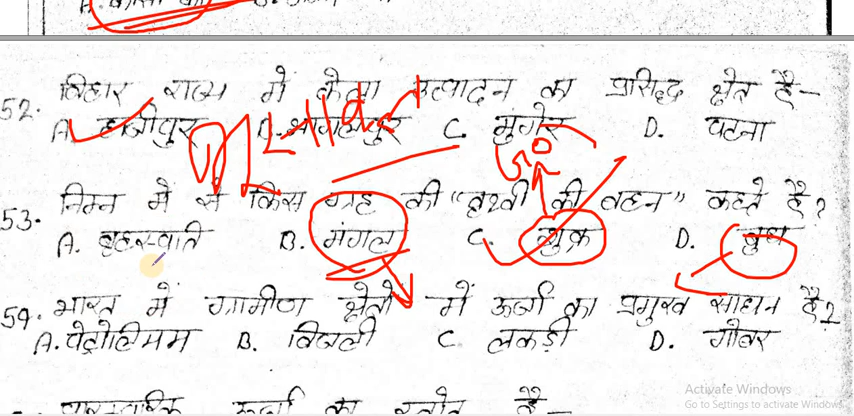 52. बिहार राज्य में केला उत्पादन का प्रसिद्ध क्षेत्र है-
A. हाजीपुर B. भागलपुर C. मुंगेर D. पटना
53. निम्न में से किस ग्रह को "पृथ्वी की बहन" कहते है?
A. बृहस्पति B. मंगल C. शुक्र D. बुध
54. भारत में ग्रामीण क्षेत्रो में ऊर्जा का प्रमुख साधन है?
A. पेट्रोलियम B. बिजली C. लकड़ी D. गोबर
ऊर्जा का स्त्रोत है-
Activate Windows
Go to Settings to activate Windows